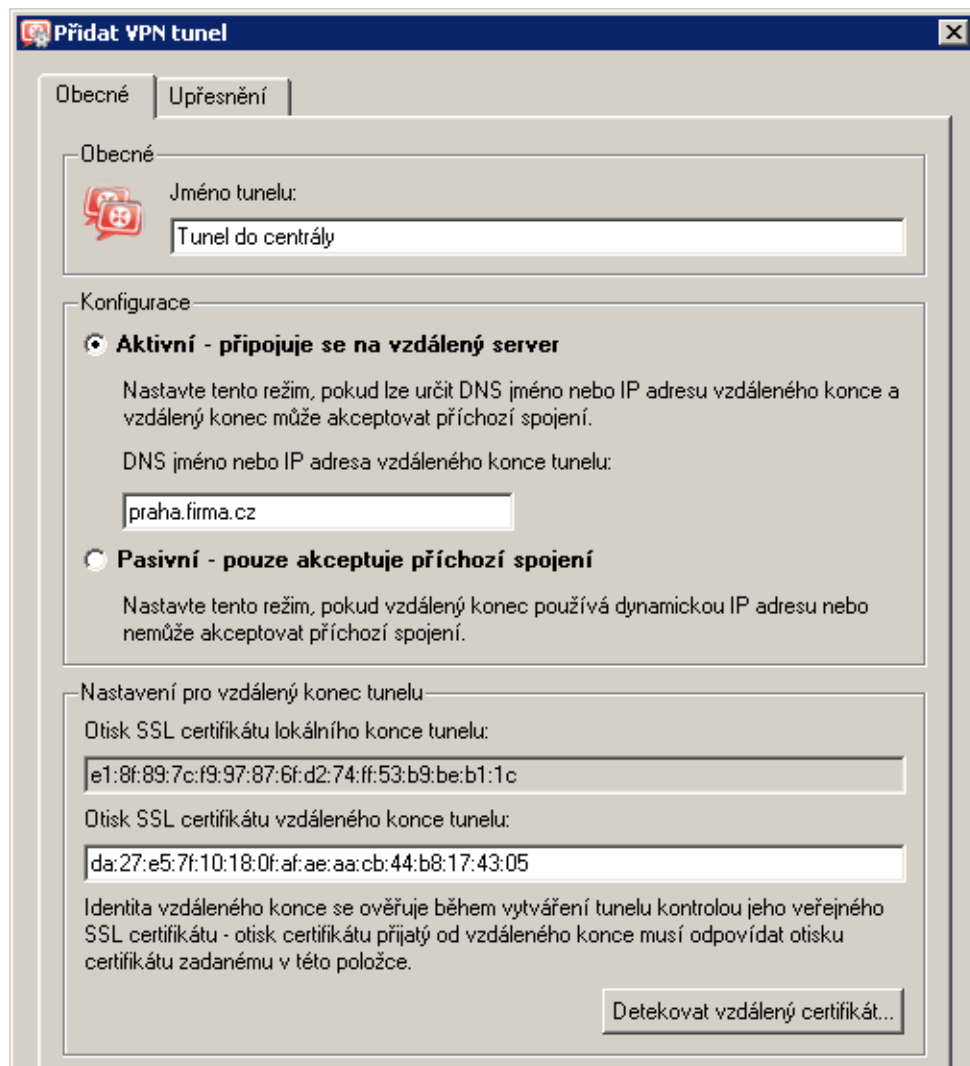 Přidat VPN tunel
Obecné
Upřesnění
Obecné
Jméno tunelu:
Tunel do centrály
Konfigurace
Aktivní - připojuje se na vzdálený server
Nastavte tento režim, pokud lze určit DNS jméno nebo IP adresu vzdáleného konce a
vzdálený konec může akceptovat příchozí spojení.
DNS jméno nebo IP adresa vzdáleného konce tunelu:
praha.firma.cz
Pasivní - pouze akceptuje příchozí spojení
Nastavte tento režim, pokud vzdálený konec používá dynamickou IP adresu nebo
nemůže akceptovat příchozí spojení.
Nastavení pro vzdálený konec tunelu
Otisk SSL certifikátu lokálního konce tunelu:
e1:8f:89:7c:f9:97:87:6f:d2:74:ff:53:b9:be:b1:1c
Otisk SSL certifikátu vzdáleného konce tunelu:
da:27:e5:7f:10:18:0f:af:ae:aa:cb:44:b8:17:43:05
Identita vzdáleného konce se ověřuje během vytváření tunelu kontrolou jeho veřejného
SSL certifikátu - otisk certifikátu přijatý od vzdáleného konce musí odpovídat otisku
certifikátu zadanému v této položce.
Detekovat vzdálený certifikát...